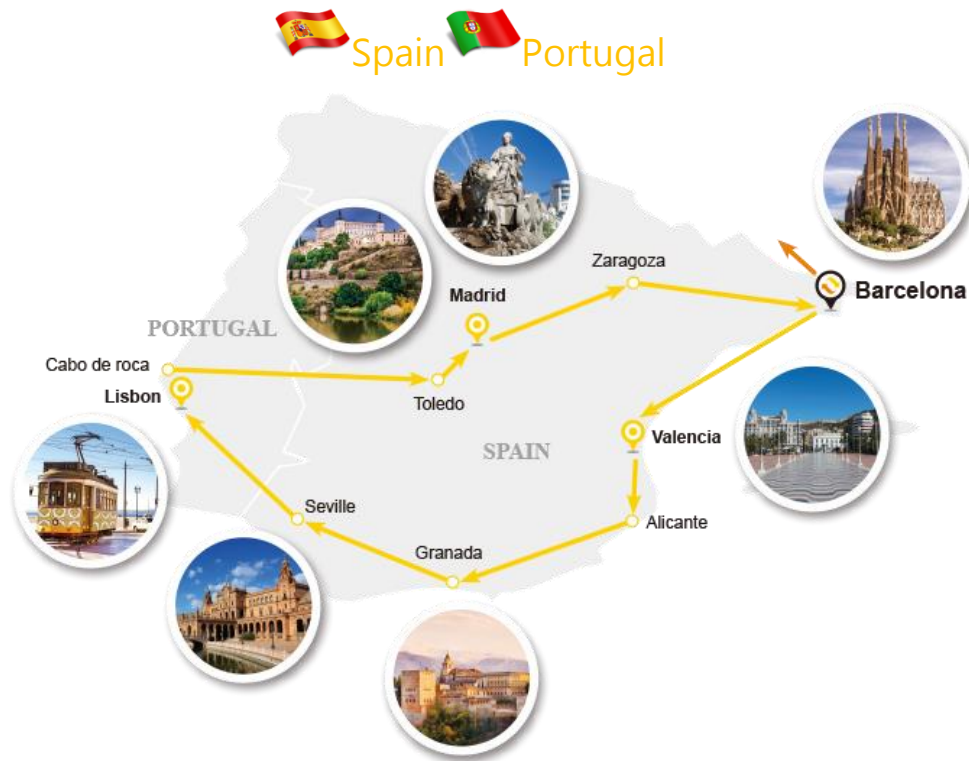 Spain Portugal
Zaragoza
Barcelona
Madrid
PORTUGAL
Cabo de roca
Lisbon
Toledo
Valencia
SPAIN
Seville
Alicante
Granada